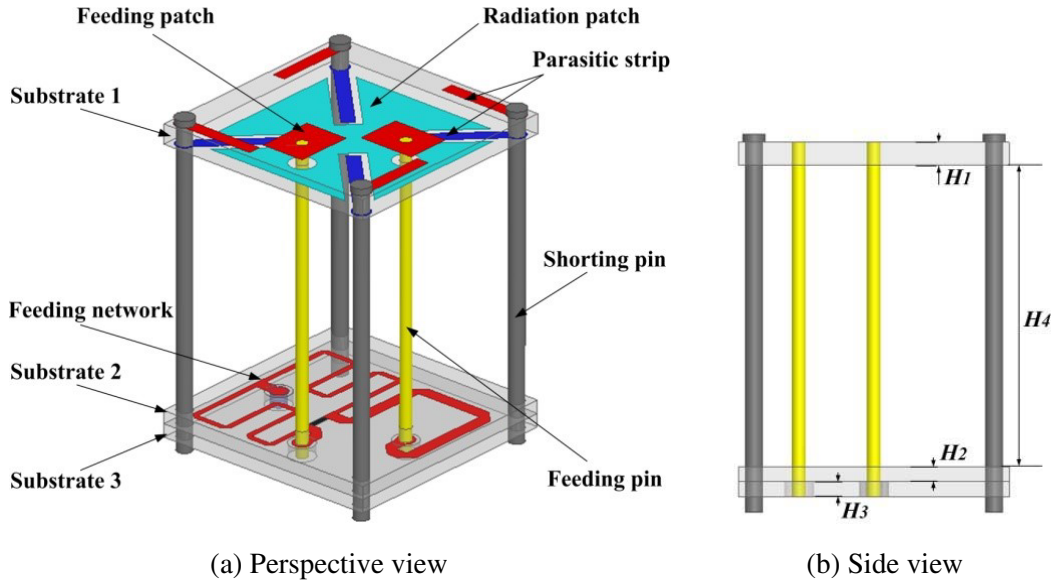 Feeding patch
Radiation patch
Parasitic strip
Substrate 1
Shorting pin
Feeding network
Substrate 2
Substrate 3
Feeding pin
H1
H4
H2
H3
(a) Perspective view
(b) Side view